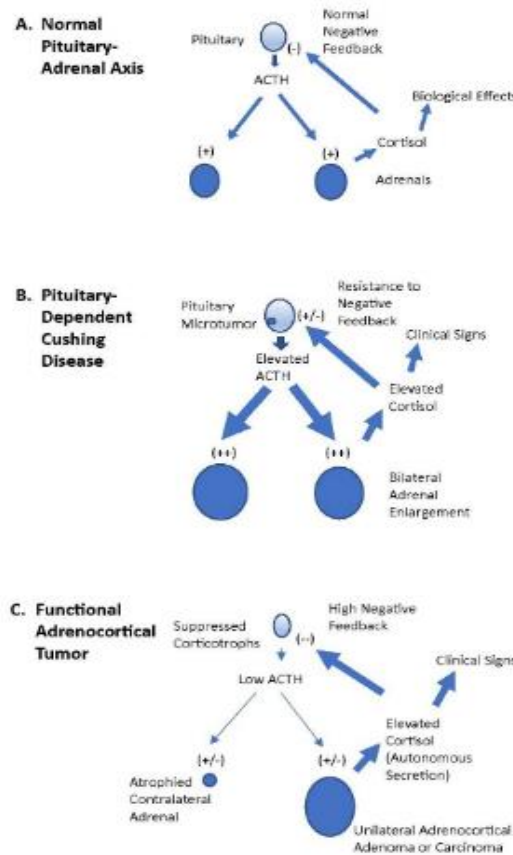 A. Normal
Pituitary-
Adrenal Axis
Pituitary
(-)
Normal
Negative
Feedback
ACTH
Biological Effects
(+)
(+)
Cortisol
Adrenals
B. Pituitary-
Dependent
Cushing
Disease
Pituitary
Microtumor
(+/-)
Resistance to
Negative
Feedback
Clinical Signs
Elevated
ACTH
Elevated
Cortisol
(++)
(++)
Bilateral
Adrenal
Enlargement
C. Functional
Adrenocortical
Tumor
Suppressed
Corticotrophs
(--)
High Negative
Feedback
Clinical Signs
Low ACTH
Elevated
Cortisol
(Autonomous
Secretion)
(+/-)
(+/-)
Atrophied
Contralateral
Adrenal
Unilateral Adrenocortical
Adenoma or Carcinoma